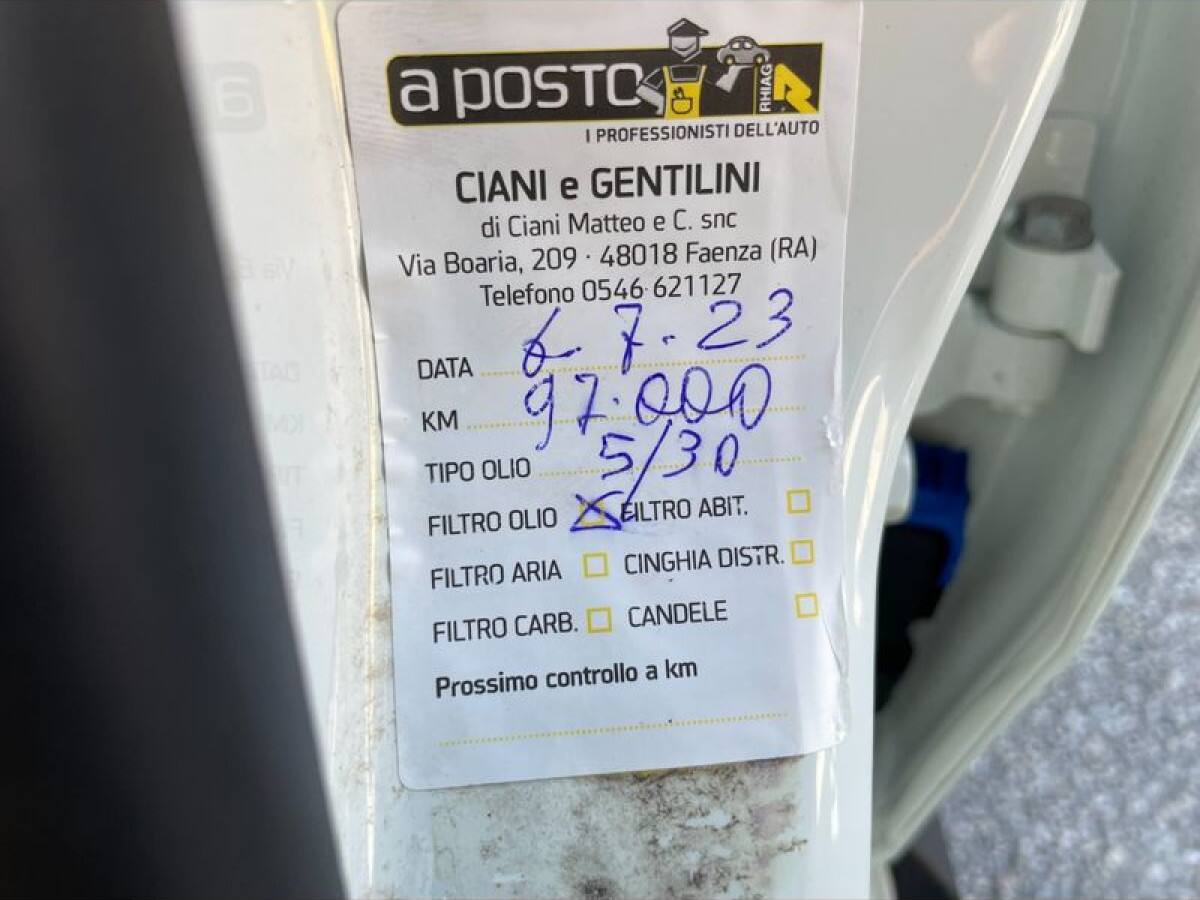 a POSTO
RHIAG
I PROFESSIONISTI DELL'AUTO
CIANI e GENTILINI
di Ciani Matteo e C. snc
Via Boaria, 209 · 48018 Faenza (RA)
Telefono 0546 621127
DATA 6.7.23
KM 97.000
TIPO OLIO 5/30
FILTRO OLIO FILTRO ABIT.
FILTRO ARIA CINGHIA DISTR.
FILTRO CARB. CANDELE
Prossimo controllo a km